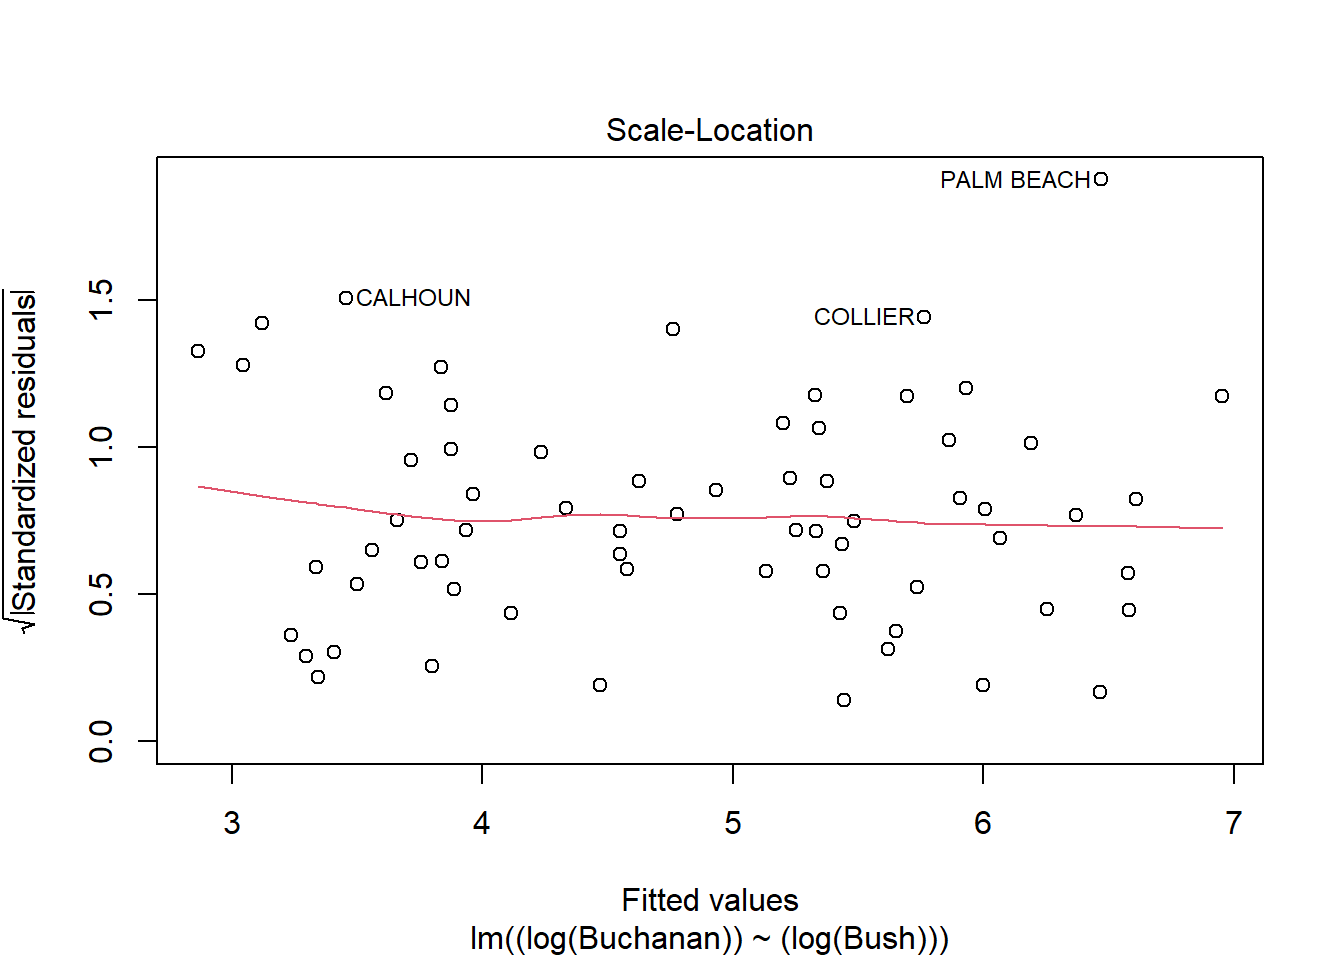 Scale-Location
√|Standardized residuals|
1.5
1.0
0.5
0.0
PALM BEACH
CALHOUN
COLLIER
3 4 5 6 7
Fitted values
lm((log(Buchanan)) ~ (log(Bush)))